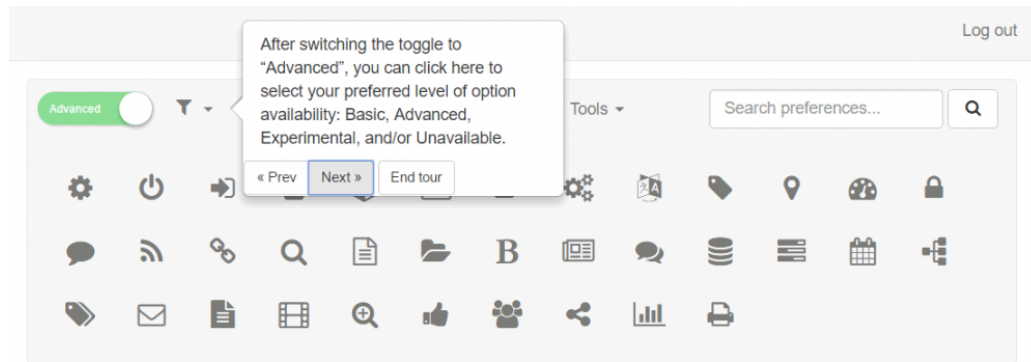 Log out
After switching the toggle to
“Advanced”, you can click here to
select your preferred level of option
availability: Basic, Advanced,
Experimental, and/or Unavailable.
« Prev Next » End tour
Advanced
Tools
Search preferences...